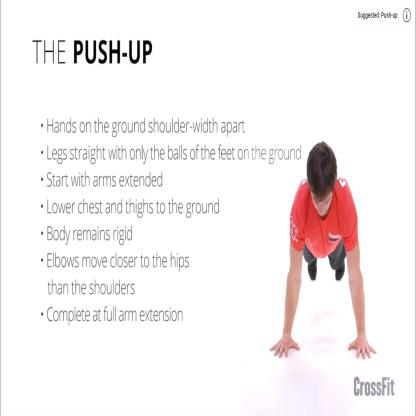 Suggested: Push-up
THE PUSH-UP
• Hands on the ground shoulder-width apart
• Legs straight with only the balls of the feet on the ground
• Start with arms extended
• Lower chest and thighs to the ground
• Body remains rigid
• Elbows move closer to the hips
than the shoulders
• Complete at full arm extension
CrossFit